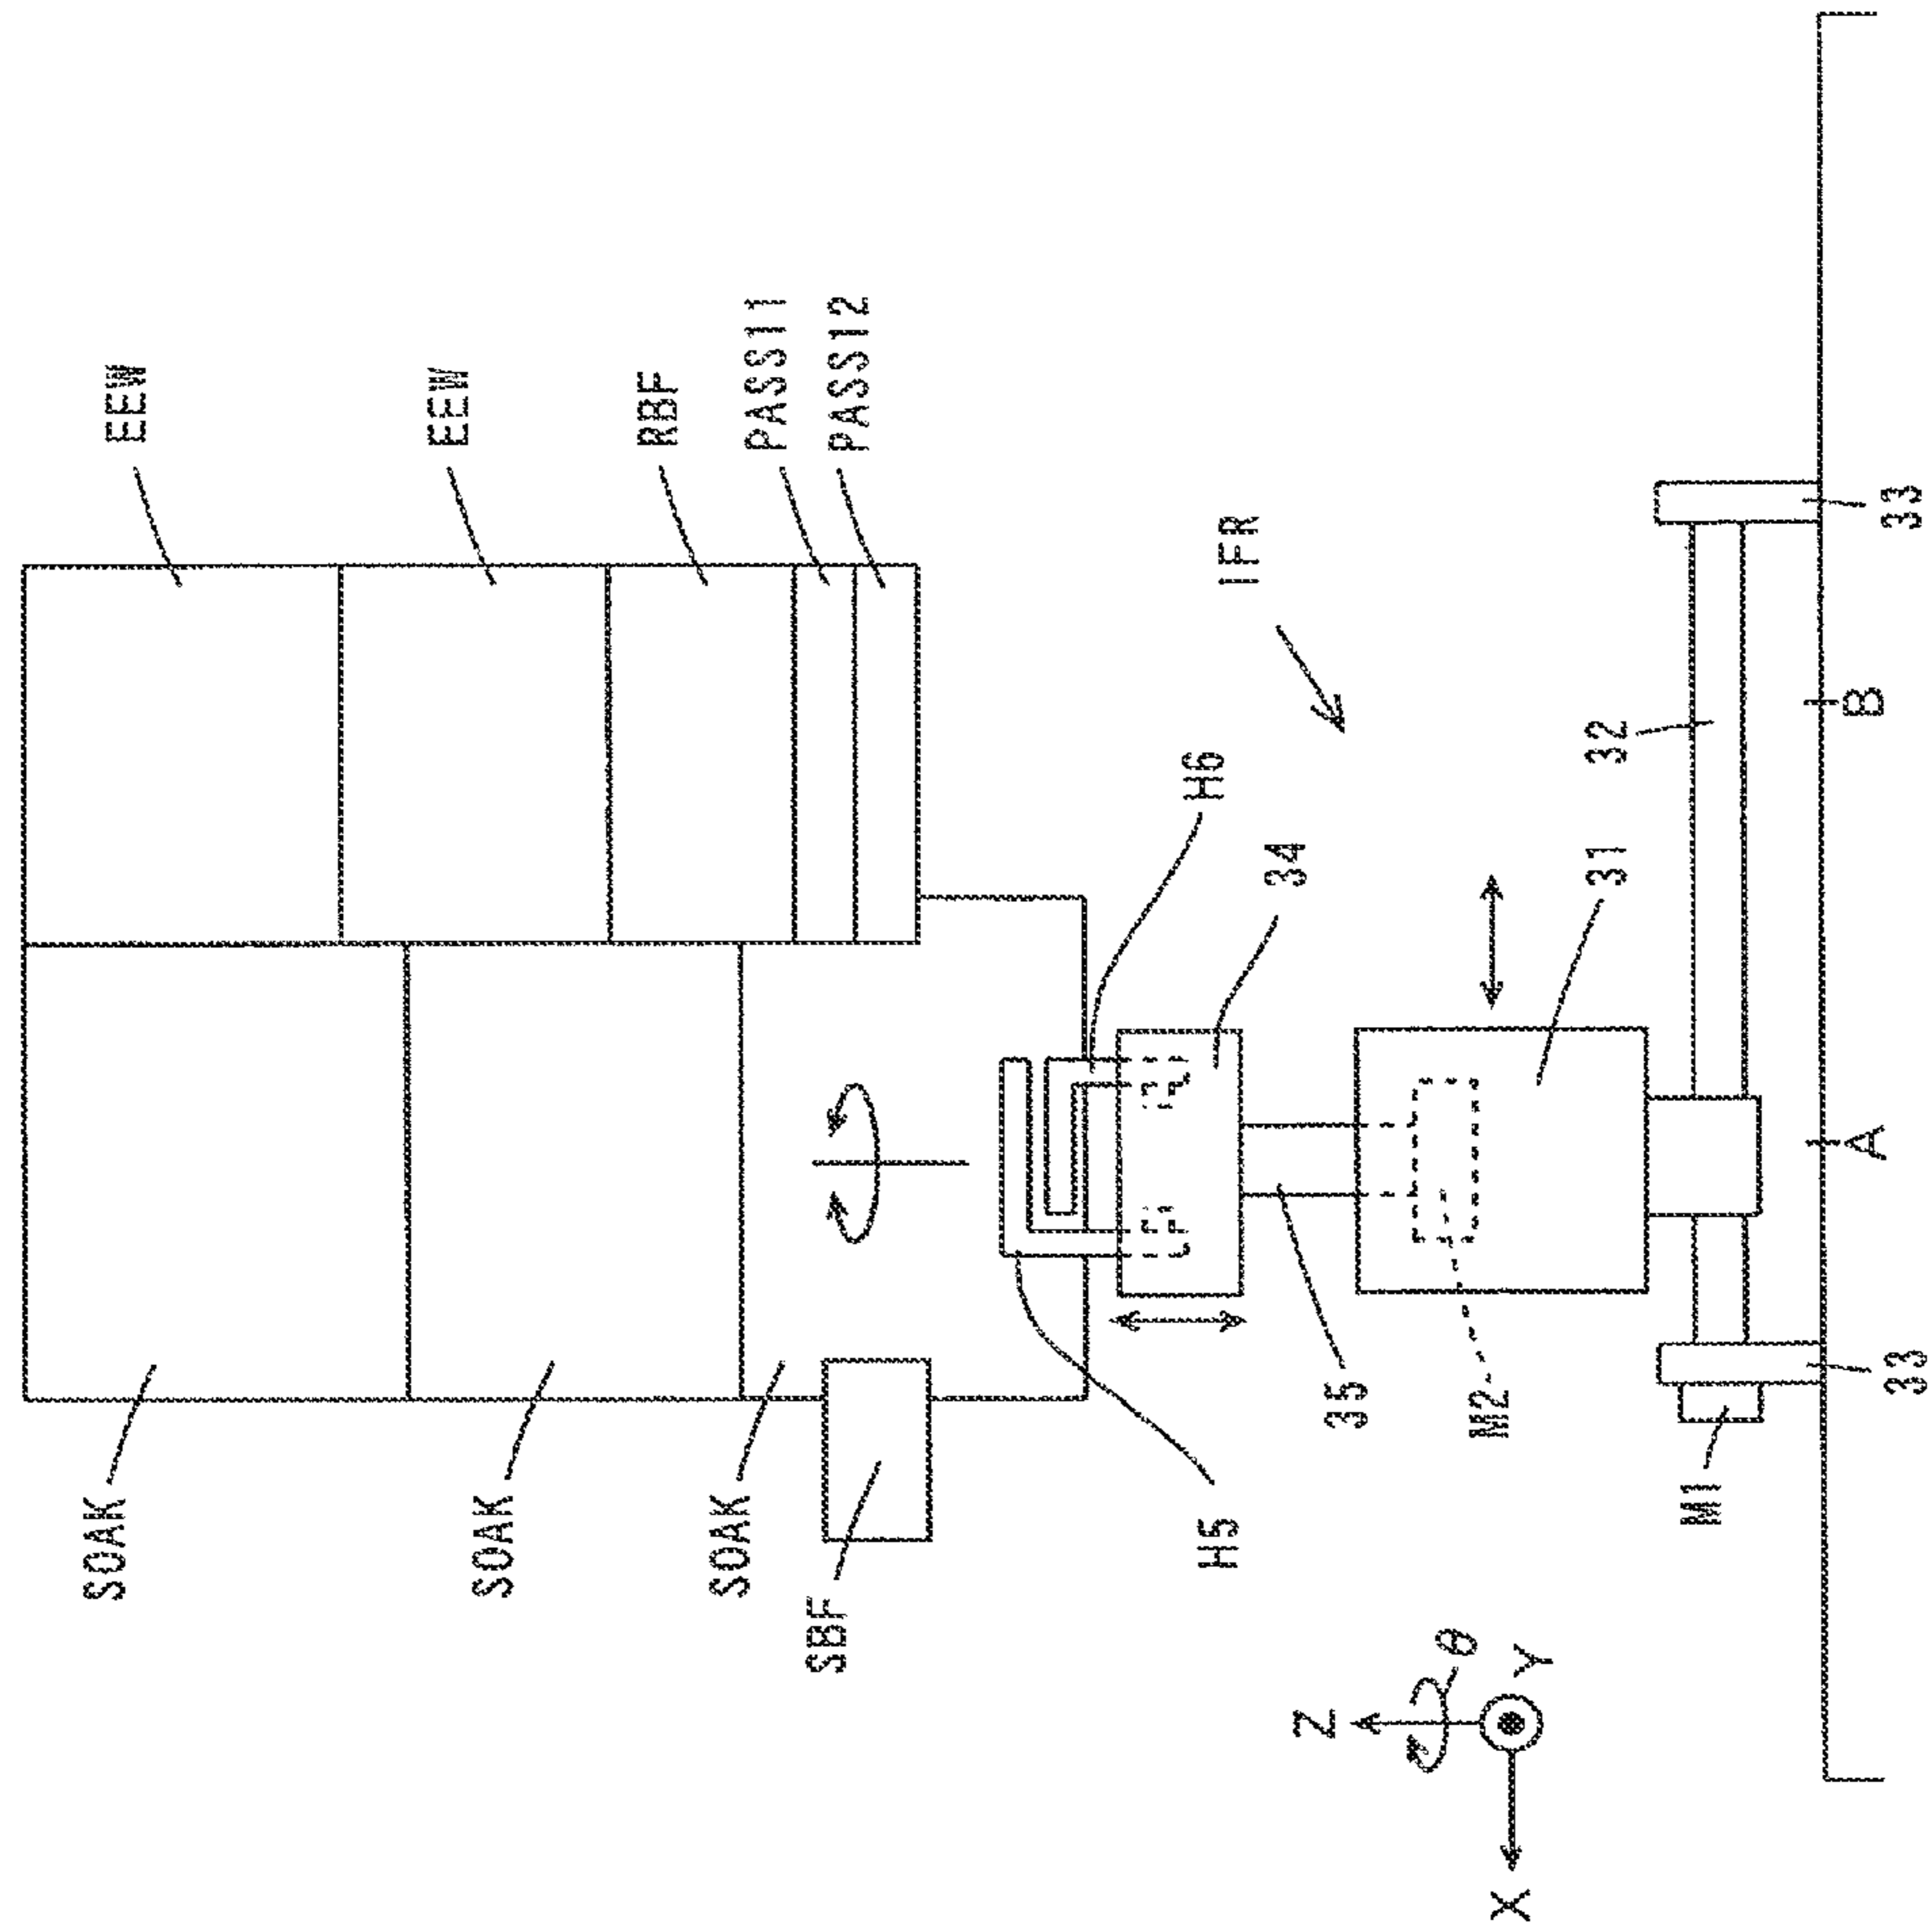 SOAK
EEW
SOAK
EEW
RBF
SOAK
PASS11
SBF
PASS12
H5
H6
IFR
34
Z
35
θ
M2
X
Y
31
32
M1
A
B
33
33